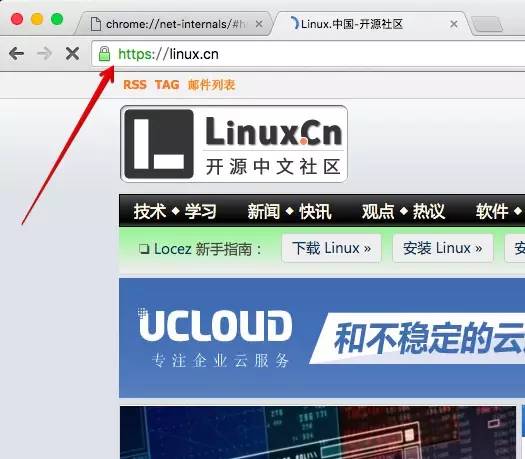 chrome://net-internals/#h
Linux.中国-开源社区
https://linux.cn
RSS TAG 邮件列表
Linux.Cn
开源中文社区
技术 ◆ 学习 新闻 ◆ 快讯 观点 ◆ 热议 软件 ◆
❏ Locez 新手指南： 下载 Linux » 安装 Linux »
UCLOUD 和不稳定的云
专注企业云服务